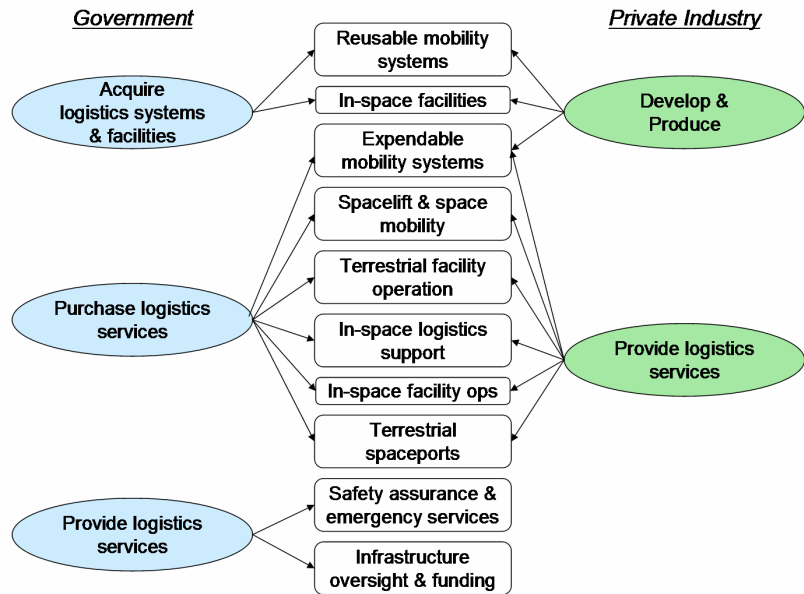 Government
Private Industry
Reusable mobility
systems
Acquire
logistics systems
& facilities
In-space facilities
Develop &
Produce
Expendable
mobility systems
Spacelift & space
mobility
Terrestrial facility
operation
Purchase logistics
services
In-space logistics
support
Provide logistics
services
In-space facility ops
Terrestrial
spaceports
Safety assurance &
emergency services
Provide logistics
services
Infrastructure
oversight & funding